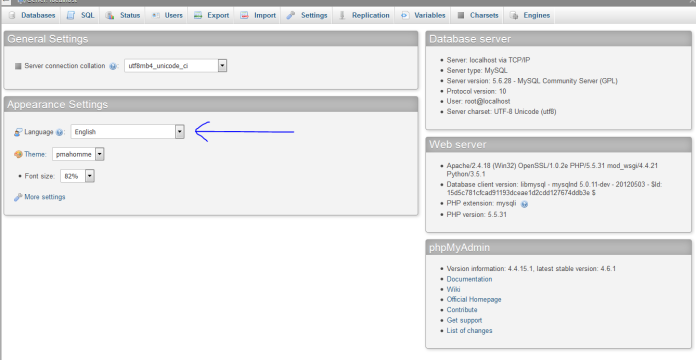 Databases SQL Status Users Export Import Settings Replication Variables Charsets Engines
General Settings
Server connection collation : utf8mb4_unicode_ci
Appearance Settings
Language : English
Theme: pmahomme
Font size: 82%
More settings
Database server
Server: localhost via TCP/IP
Server type: MySQL
Server version: 5.6.28 - MySQL Community Server (GPL)
Protocol version: 10
User: root@localhost
Server charset: UTF-8 Unicode (utf8)
Web server
Apache/2.4.18 (Win32) OpenSSL/1.0.2e PHP/5.5.31 mod_wsgi/4.4.21
Python/3.5.1
Database client version: libmysql - mysqlnd 5.0.11-dev - 20120503 - $Id:
15d5c781cfcad91193dceae1d2cdd127674ddb3e $
PHP extension: mysqli
PHP version: 5.5.31
phpMyAdmin
Version information: 4.4.15.1, latest stable version: 4.6.1
Documentation
Wiki
Official Homepage
Contribute
Get support
List of changes